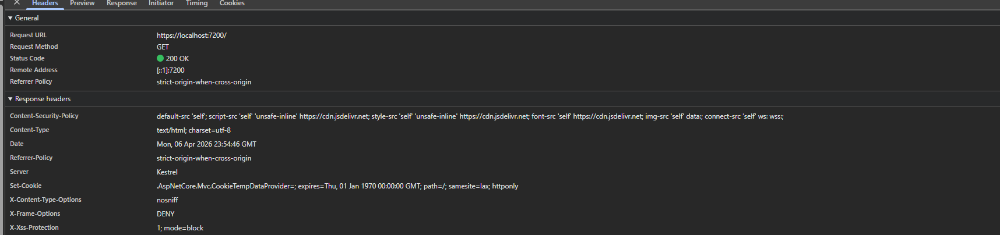 × Headers Preview Response Initiator Timing Cookies
▼ General
Request URL https://localhost:7200/
Request Method GET
Status Code 200 OK
Remote Address [::1]:7200
Referrer Policy strict-origin-when-cross-origin
▼ Response headers
Content-Security-Policy default-src 'self'; script-src 'self' 'unsafe-inline' https://cdn.jsdelivr.net; style-src 'self' 'unsafe-inline' https://cdn.jsdelivr.net; font-src 'self' https://cdn.jsdelivr.net; img-src 'self' data:; connect-src 'self' ws: wss:;
Content-Type text/html; charset=utf-8
Date Mon, 06 Apr 2026 23:54:46 GMT
Referrer-Policy strict-origin-when-cross-origin
Server Kestrel
Set-Cookie .AspNetCore.Mvc.CookieTempDataProvider=; expires=Thu, 01 Jan 1970 00:00:00 GMT; path=/; samesite=lax; httponly
X-Content-Type-Options nosniff
X-Frame-Options DENY
X-Xss-Protection 1; mode=block